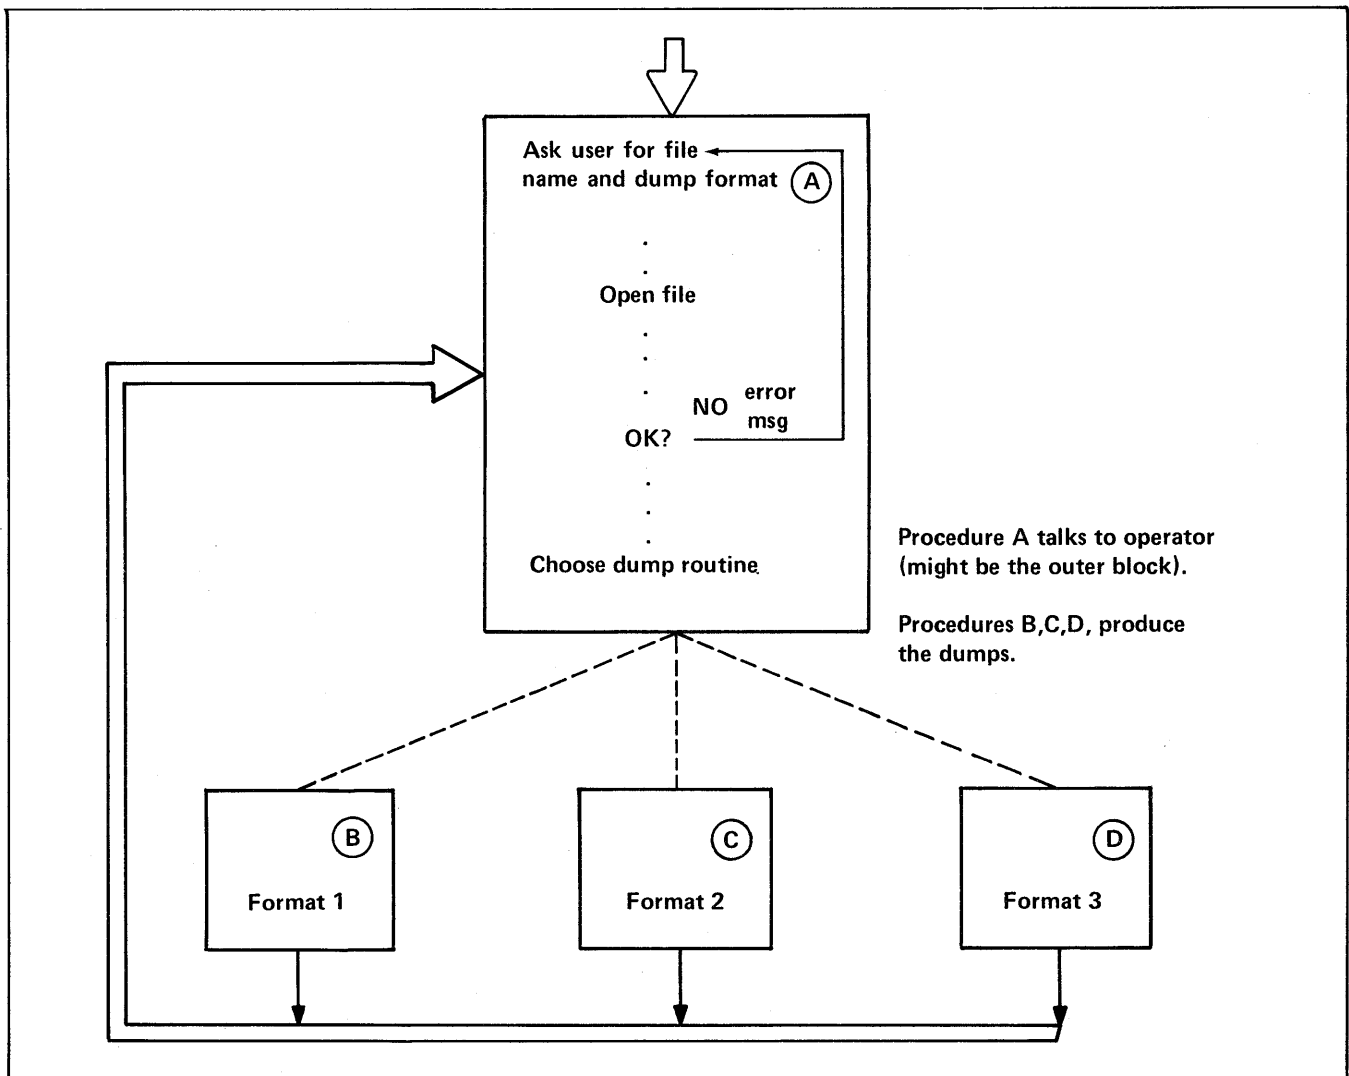 Ask user for file
name and dump format A
Open file
NO error
msg
OK?
Choose dump routine
Procedure A talks to operator
(might be the outer block).
Procedures B,C,D, produce
the dumps.
B
Format 1
C
Format 2
D
Format 3